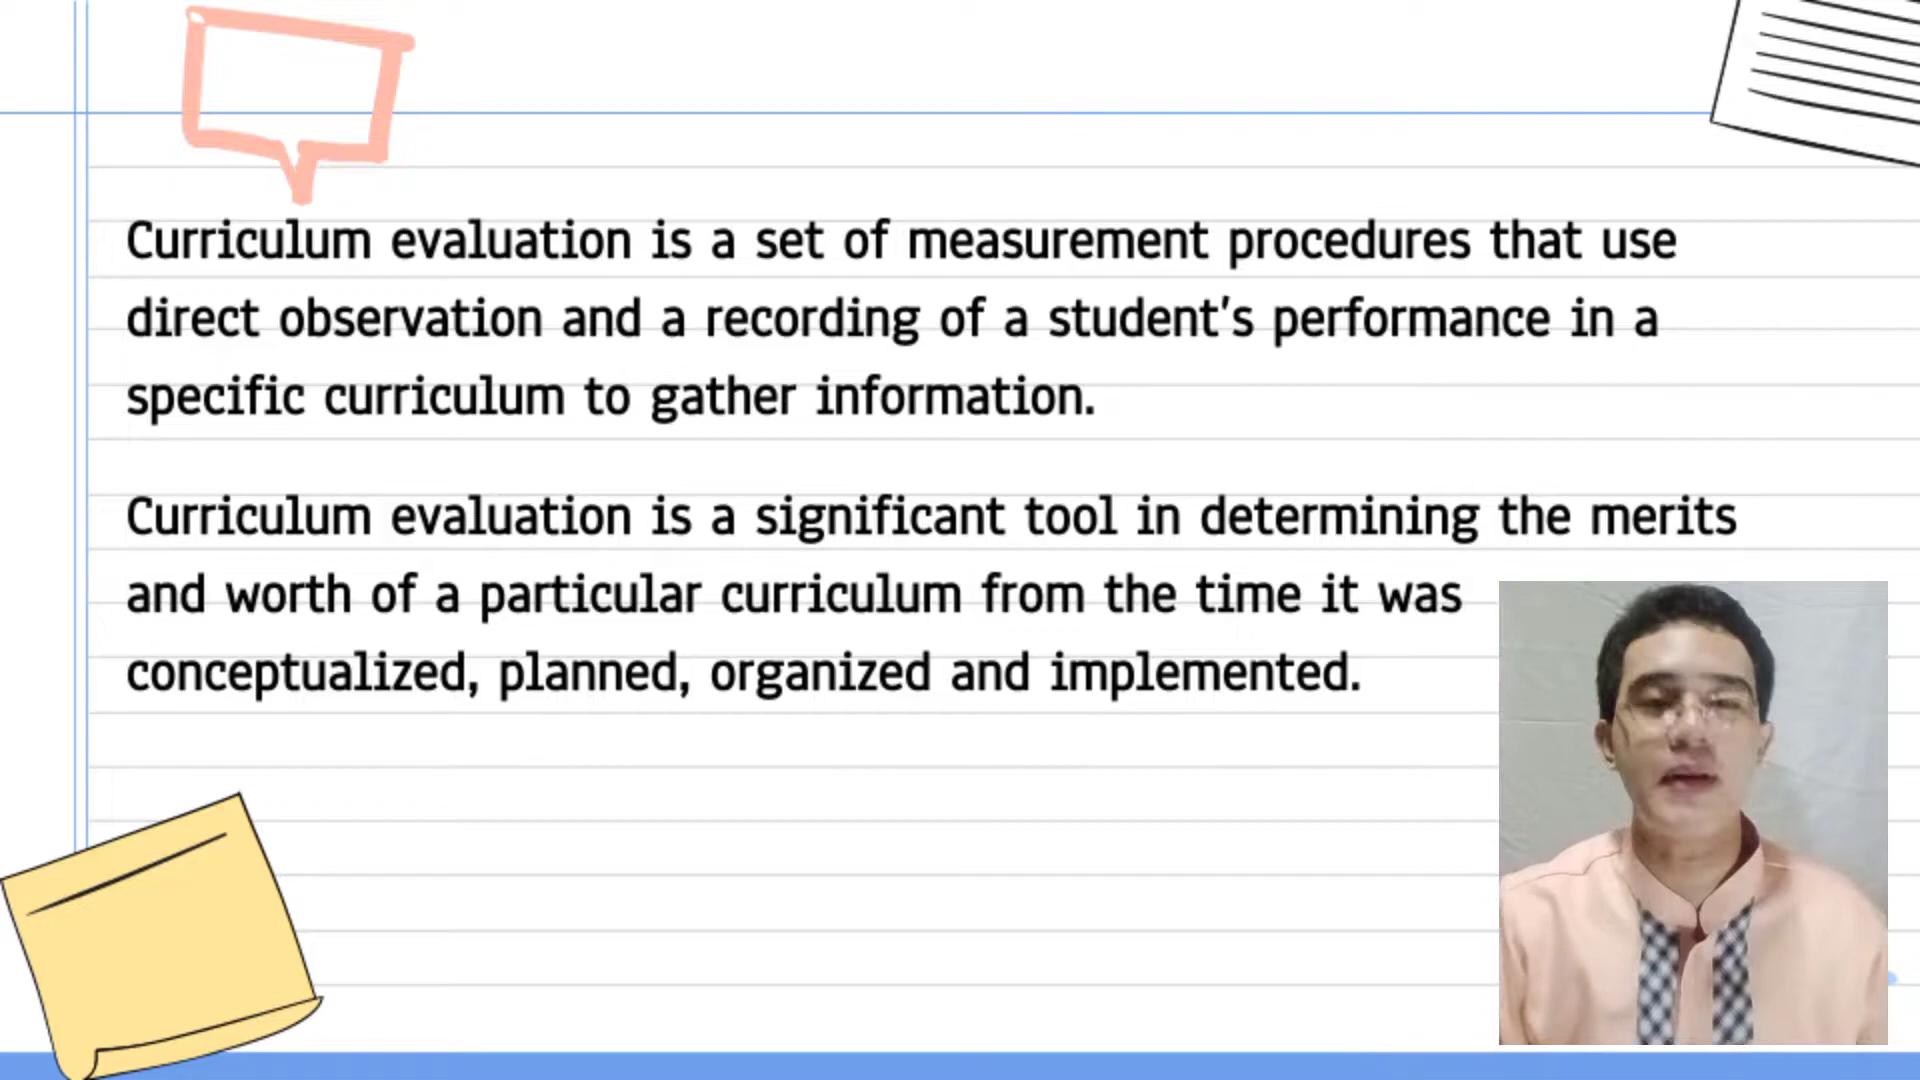 Curriculum evaluation is a set of measurement procedures that use
direct observation and a recording of a student's performance in a
specific curriculum to gather information.
Curriculum evaluation is a significant tool in determining the merits
and worth of a particular curriculum from the time it was
conceptualized, planned, organized and implemented.